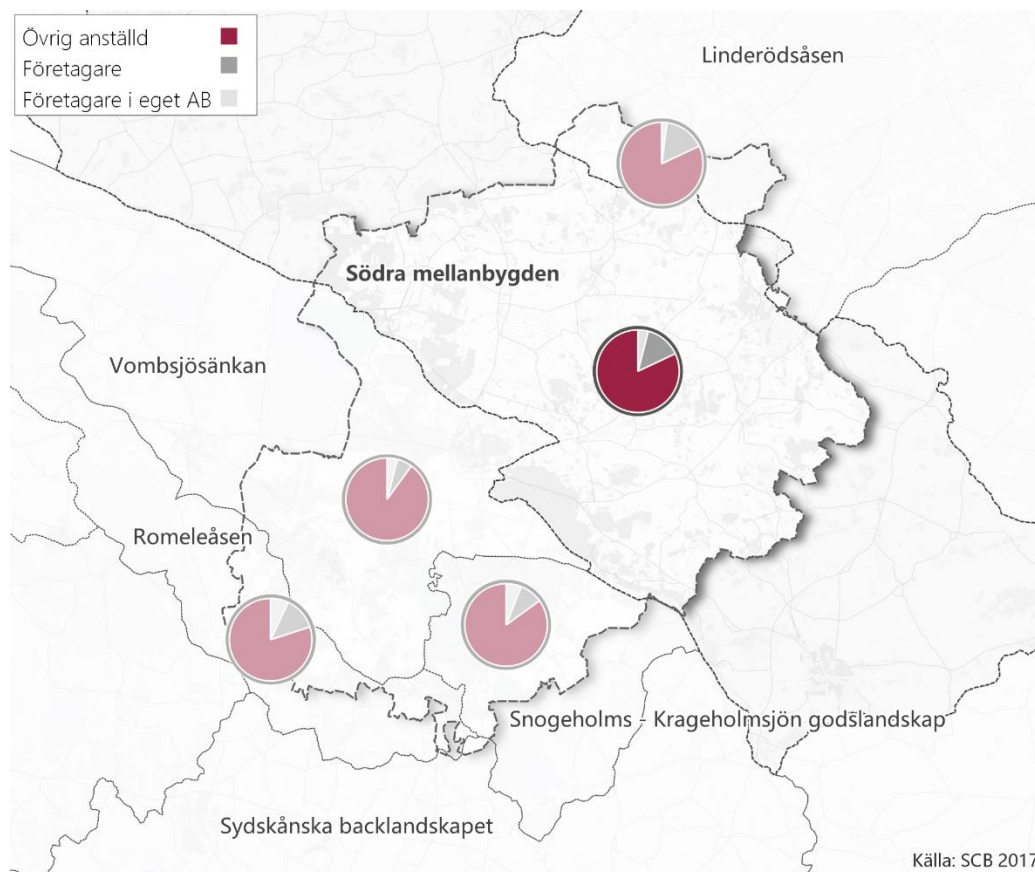 Övrig anställd
Företagare
Företagare i eget AB
Linderödsåsen
Södra mellanbygden
Vombsjösänkan
Romeleåsen
Snogeholms - Krageholmsjön godslandskap
Sydskånska backlandskapet
Källa: SCB 2017